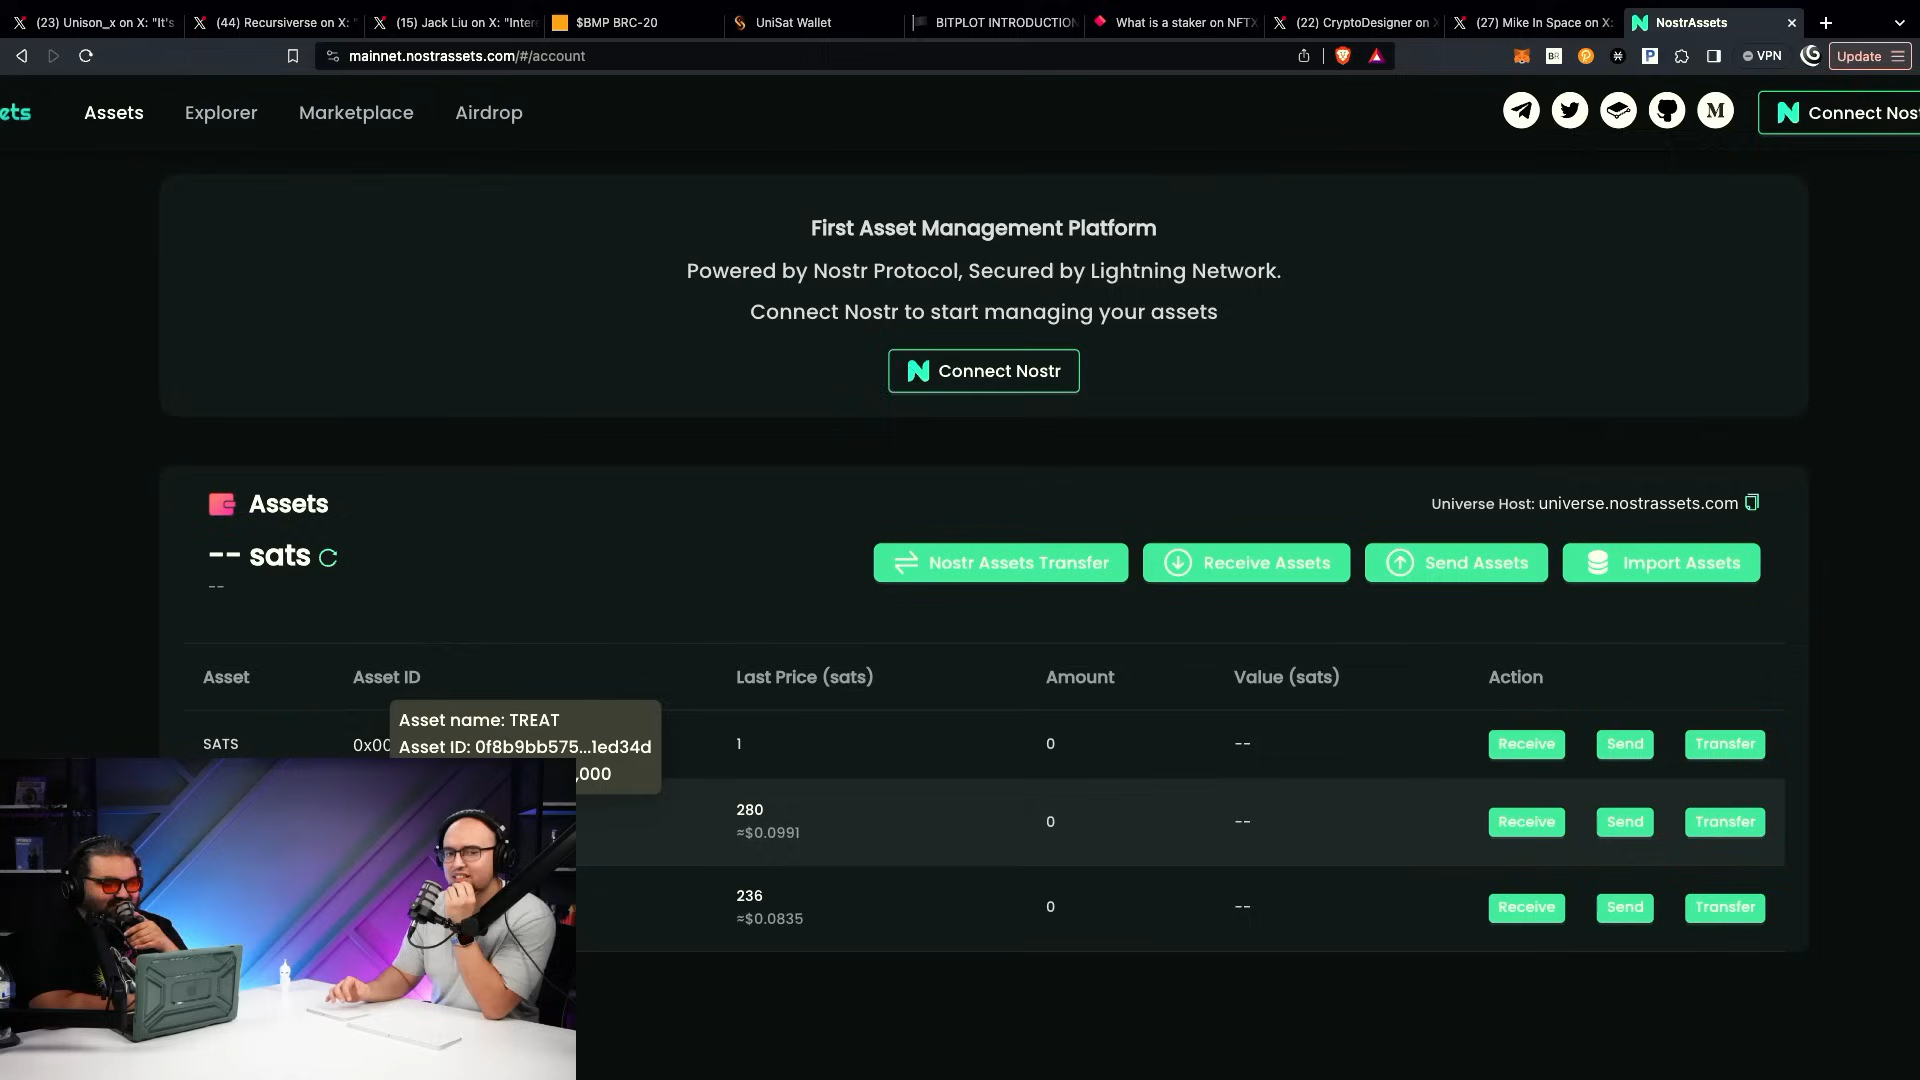 (23) Unison_x on X: "It's
(44) Recursiverse on X: "
(15) Jack Liu on X: "Inter
$BMP BRC-20
UniSat Wallet
BITPLOT INTRODUCTION
What is a staker on NFTX
(22) CryptoDesigner on X
(27) Mike In Space on X:
NostrAssets
mainnet.nostrassets.com/#/account
VPN
Update
ets
Assets
Explorer
Marketplace
Airdrop
M
Connect Nost
First Asset Management Platform
Powered by Nostr Protocol, Secured by Lightning Network.
Connect Nostr to start managing your assets
Connect Nostr
Assets
Universe Host: universe.nostrassets.com
-- sats
--
Nostr Assets Transfer
Receive Assets
Send Assets
Import Assets
Asset
Asset ID
Last Price (sats)
Amount
Value (sats)
Action
Asset name: TREAT
Asset ID: 0f8b9bb575...1ed34d
,000
SATS
0x00
1
0
--
Receive
Send
Transfer
280
≈$0.0991
0
--
Receive
Send
Transfer
236
≈$0.0835
0
--
Receive
Send
Transfer